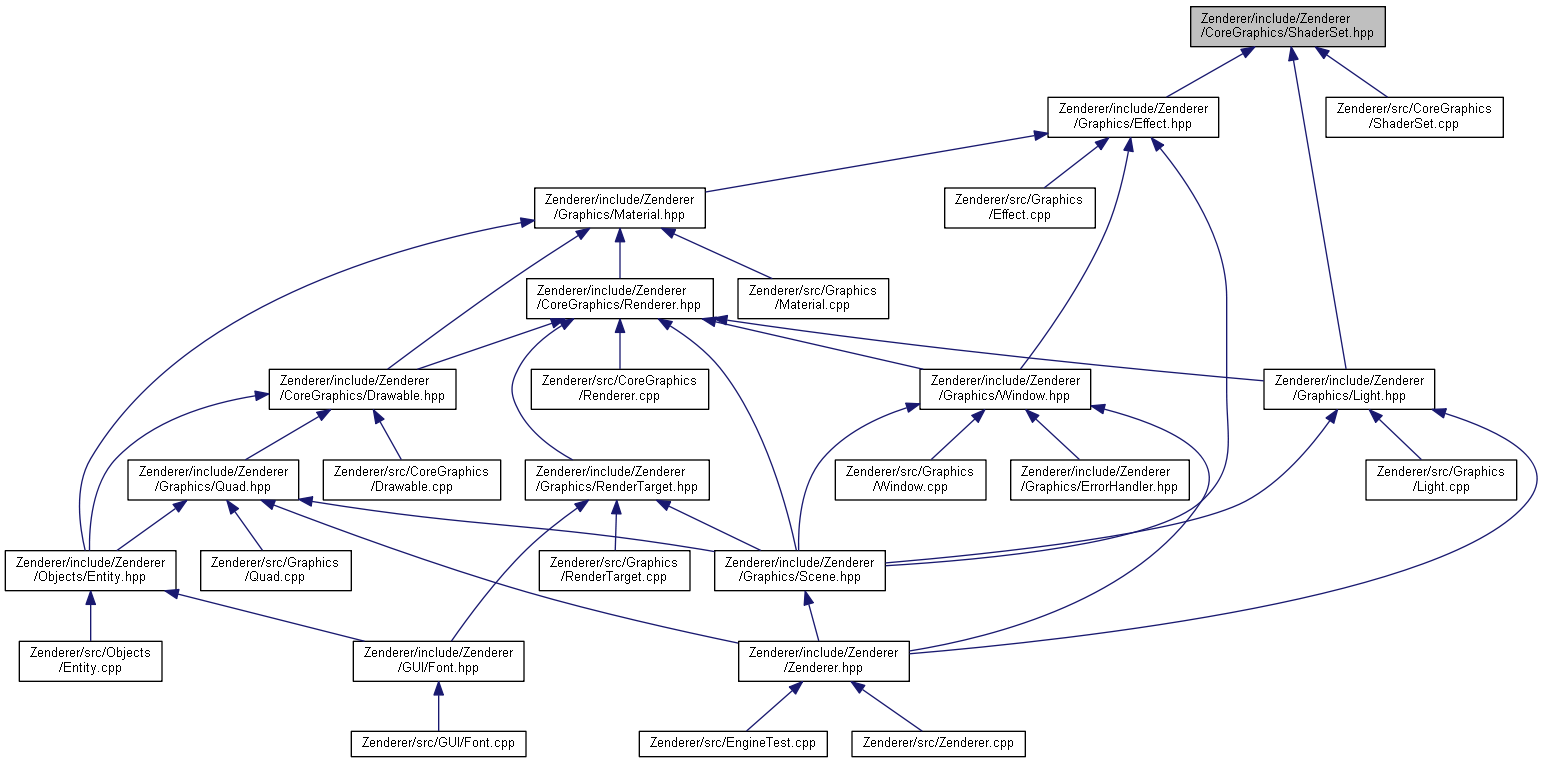 Zenderer/include/Zenderer
/CoreGraphics/ShaderSet.hpp
Zenderer/include/Zenderer
/Graphics/Effect.hpp
Zenderer/src/CoreGraphics
/ShaderSet.cpp
Zenderer/include/Zenderer
/Graphics/Material.hpp
Zenderer/src/Graphics
/Effect.cpp
Zenderer/include/Zenderer
/CoreGraphics/Renderer.hpp
Zenderer/src/Graphics
/Material.cpp
Zenderer/include/Zenderer
/CoreGraphics/Drawable.hpp
Zenderer/src/CoreGraphics
/Renderer.cpp
Zenderer/include/Zenderer
/Graphics/Window.hpp
Zenderer/include/Zenderer
/Graphics/Light.hpp
Zenderer/include/Zenderer
/Graphics/Quad.hpp
Zenderer/src/CoreGraphics
/Drawable.cpp
Zenderer/include/Zenderer
/Graphics/RenderTarget.hpp
Zenderer/src/Graphics
/Window.cpp
Zenderer/include/Zenderer
/Graphics/ErrorHandler.hpp
Zenderer/src/Graphics
/Light.cpp
Zenderer/include/Zenderer
/Objects/Entity.hpp
Zenderer/src/Graphics
/Quad.cpp
Zenderer/src/Graphics
/RenderTarget.cpp
Zenderer/include/Zenderer
/Graphics/Scene.hpp
Zenderer/src/Objects
/Entity.cpp
Zenderer/include/Zenderer
/GUI/Font.hpp
Zenderer/include/Zenderer
/Zenderer.hpp
Zenderer/src/GUI/Font.cpp
Zenderer/src/EngineTest.cpp
Zenderer/src/Zenderer.cpp